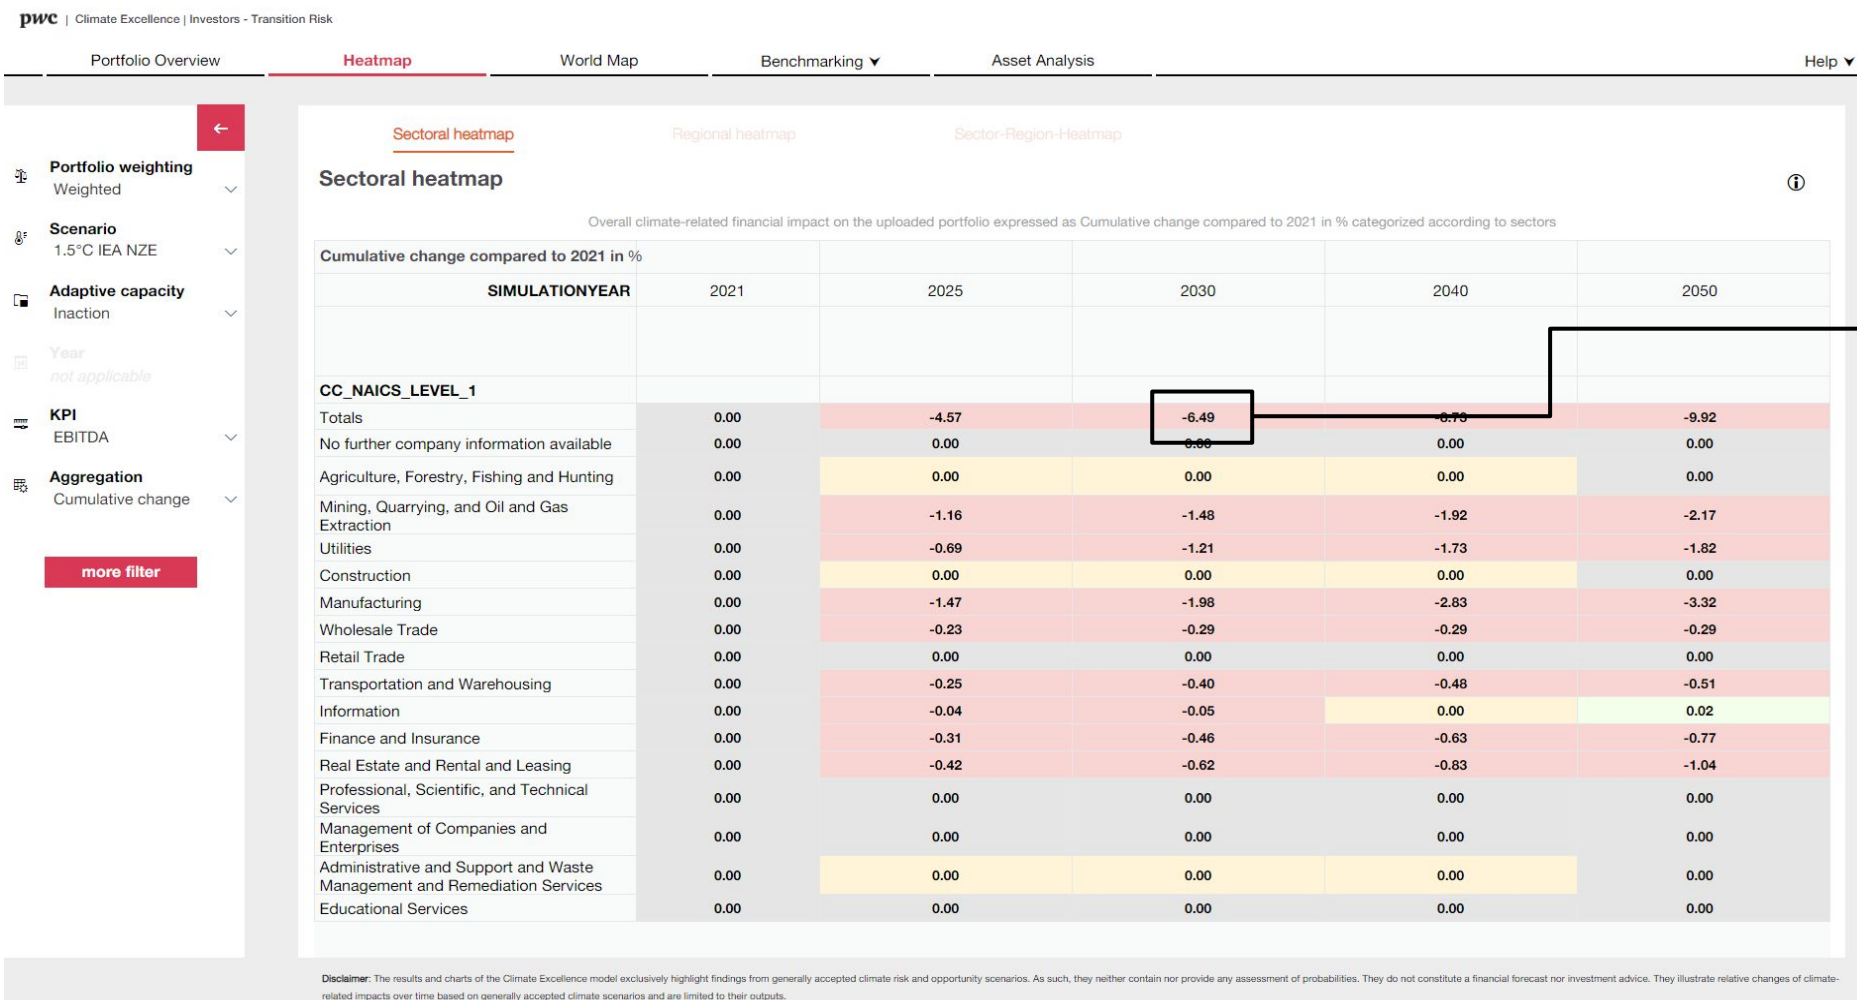 pwc | Climate Excellence | Investors - Transition Risk
Portfolio Overview Heatmap World Map Benchmarking Asset Analysis Help
Sectoral heatmap Regional heatmap Sector-Region-Heatmap
Portfolio weighting
Weighted
Scenario
1.5°C IEA NZE
Adaptive capacity
Inaction
Year
not applicable
KPI
EBITDA
Aggregation
Cumulative change
more filter
Sectoral heatmap
Overall climate-related financial impact on the uploaded portfolio expressed as Cumulative change compared to 2021 in % categorized according to sectors
Cumulative change compared to 2021 in %
SIMULATIONYEAR 2021 2025 2030 2040 2050
CC_NAICS_LEVEL_1
Totals 0.00 -4.57 -6.49 -8.73 -9.92
No further company information available 0.00 0.00 0.00 0.00 0.00
Agriculture, Forestry, Fishing and Hunting 0.00 0.00 0.00 0.00 0.00
Mining, Quarrying, and Oil and Gas
Extraction 0.00 -1.16 -1.48 -1.92 -2.17
Utilities 0.00 -0.69 -1.21 -1.73 -1.82
Construction 0.00 0.00 0.00 0.00 0.00
Manufacturing 0.00 -1.47 -1.98 -2.83 -3.32
Wholesale Trade 0.00 -0.23 -0.29 -0.29 -0.29
Retail Trade 0.00 0.00 0.00 0.00 0.00
Transportation and Warehousing 0.00 -0.25 -0.40 -0.48 -0.51
Information 0.00 -0.04 -0.05 0.00 0.02
Finance and Insurance 0.00 -0.31 -0.46 -0.63 -0.77
Real Estate and Rental and Leasing 0.00 -0.42 -0.62 -0.83 -1.04
Professional, Scientific, and Technical
Services 0.00 0.00 0.00 0.00 0.00
Management of Companies and
Enterprises 0.00 0.00 0.00 0.00 0.00
Administrative and Support and Waste
Management and Remediation Services 0.00 0.00 0.00 0.00 0.00
Educational Services 0.00 0.00 0.00 0.00 0.00
Disclaimer: The results and charts of the Climate Excellence model exclusively highlight findings from generally accepted climate risk and opportunity scenarios. As such, they neither contain nor provide any assessment of probabilities. They do not constitute a financial forecast nor investment advice. They illustrate relative changes of climate-
related impacts over time based on generally accepted climate scenarios and are limited to their outputs.